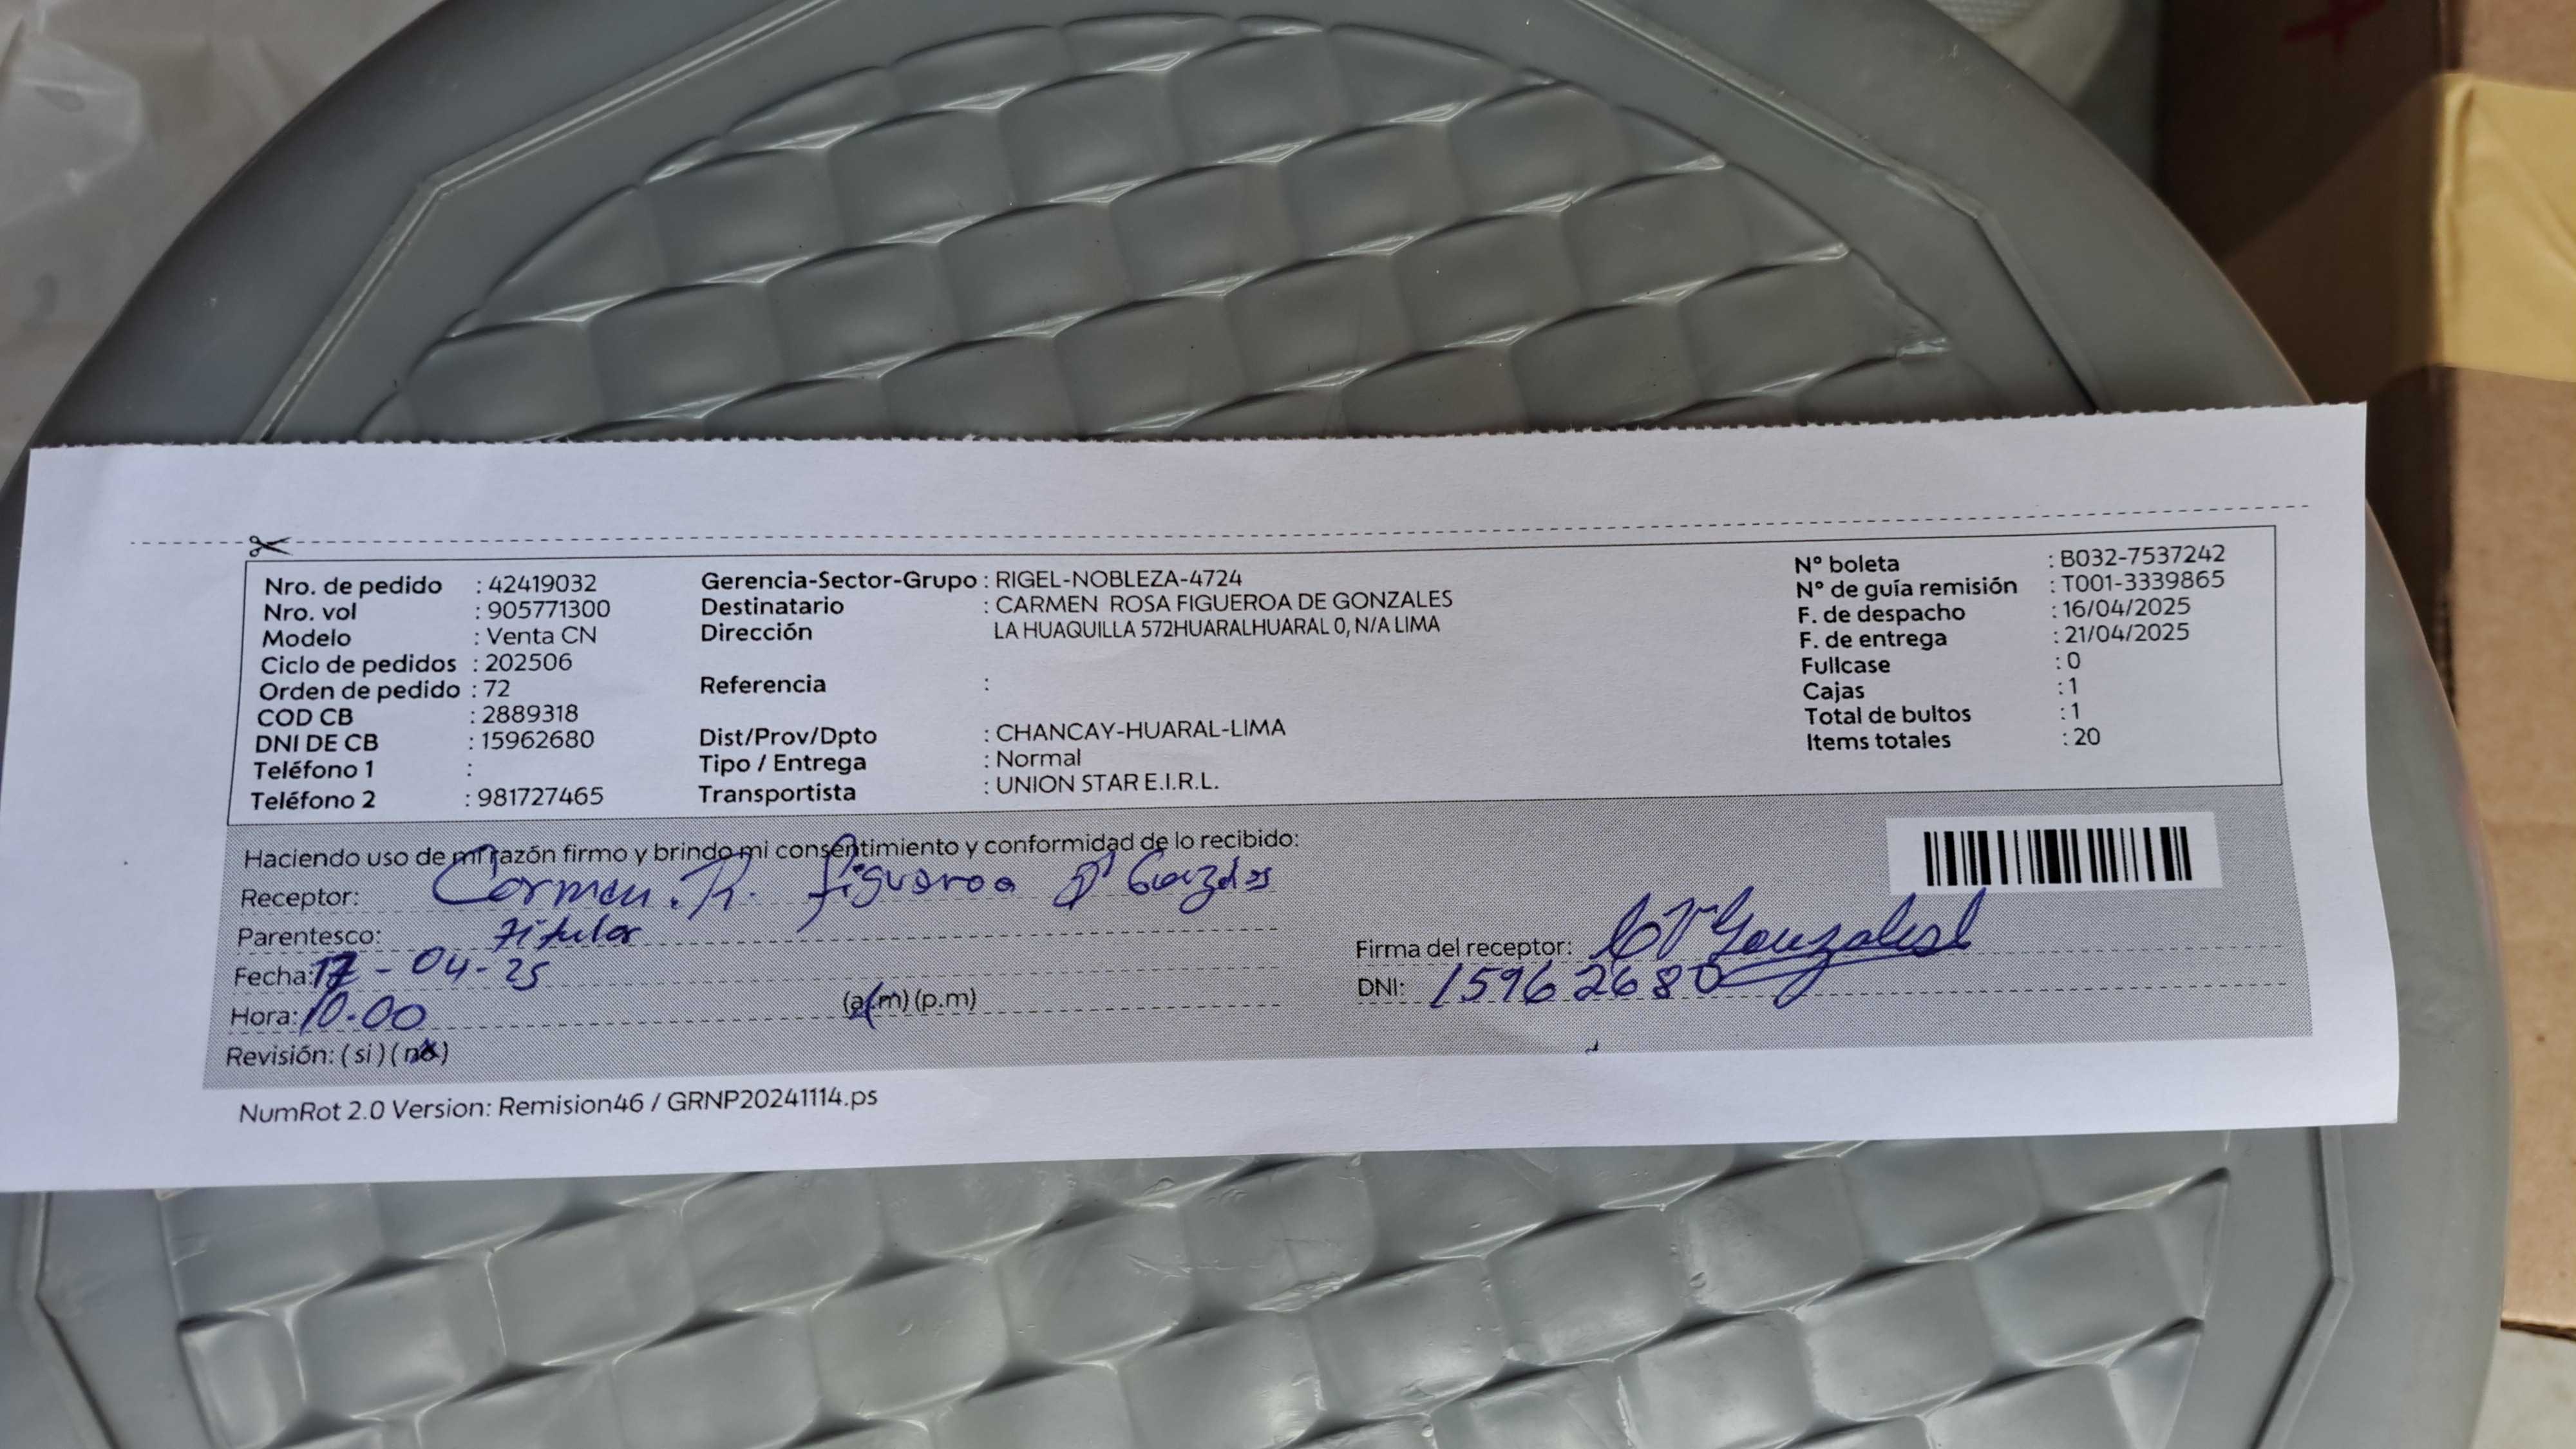 Nro. de pedido : 42419032
Nro. vol : 905771300
Modelo : Venta CN
Ciclo de pedidos : 202506
Orden de pedido : 72
COD CB : 2889318
DNI DE CB : 15962680
Teléfono 1 :
Teléfono 2 : 981727465
Gerencia-Sector-Grupo : RIGEL-NOBLEZA-4724
Destinatario : CARMEN ROSA FIGUEROA DE GONZALES
Dirección LA HUAQUILLA 572HUARALHUARAL 0, N/A LIMA
Referencia :
Dist/Prov/Dpto : CHANCAY-HUARAL-LIMA
Tipo / Entrega : Normal
Transportista : UNION STAR E.I.R.L.
N° boleta : B032-7537242
N° de guía remisión : T001-3339865
F. de despacho : 16/04/2025
F. de entrega : 21/04/2025
Fullcase : 0
Cajas : 1
Total de bultos : 1
Items totales : 20
Haciendo uso de mi razón firmo y brindo mi consentimiento y conformidad de lo recibido:
Receptor: Carmen. R. figueroa d
Parentesco: titular
Fecha: 17 - 04 - 25
Hora: 10.00 (a.m) (p.m)
Revisión: (si) (no)
Firma del receptor: Gonzales
DNI: 15962680
NumRot 2.0 Version: Remision46 / GRNP20241114.ps